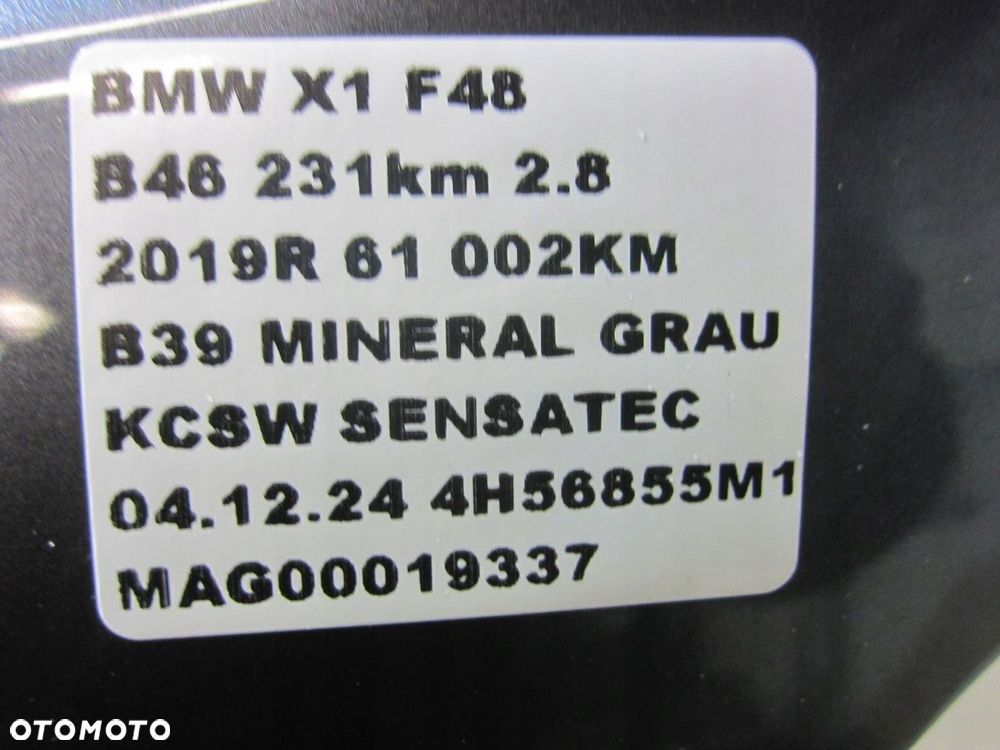 BMW X1 F48
B46 231km 2.8
2019R 61 002KM
B39 MINERAL GRAU
KCSW SENSATEC
04.12.24 4H56855M1
MAG00019337
OTOMOTO